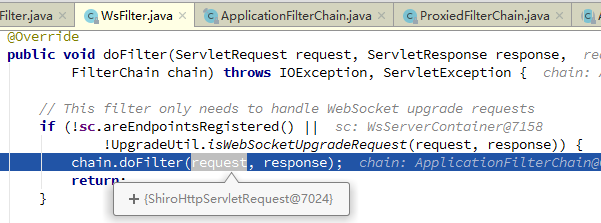 Filter.java WsFilter.java ApplicationFilterChain.java ProxiedFilterChain.java
@Override
public void doFilter(ServletRequest request, ServletResponse response, re
FilterChain chain) throws IOException, ServletException { chain: A
// This filter only needs to handle WebSocket upgrade requests
if (!sc.areEndpointsRegistered() || sc: WsServerContainer@7158
!UpgradeUtil.isWebSocketUpgradeRequest(request, response)) {
chain.doFilter(request, response); chain: ApplicationFilterChain@
return;
+ {ShiroHttpServletRequest@7024}
}